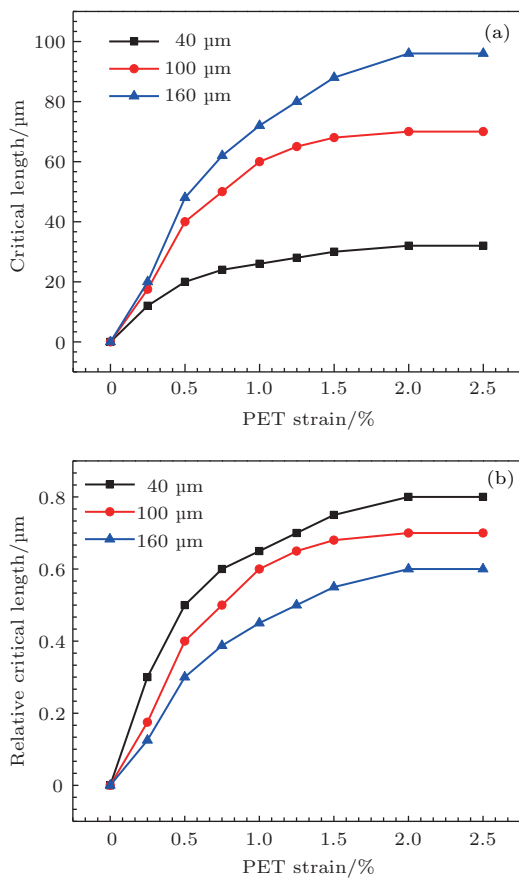 (a)
40 µm
100 µm
160 µm
100
80
60
40
20
0
Critical length/µm
0 0.5 1.0 1.5 2.0 2.5
PET strain/%
(b)
40 µm
100 µm
160 µm
0.8
0.6
0.4
0.2
0
Relative critical length/µm
0 0.5 1.0 1.5 2.0 2.5
PET strain/%